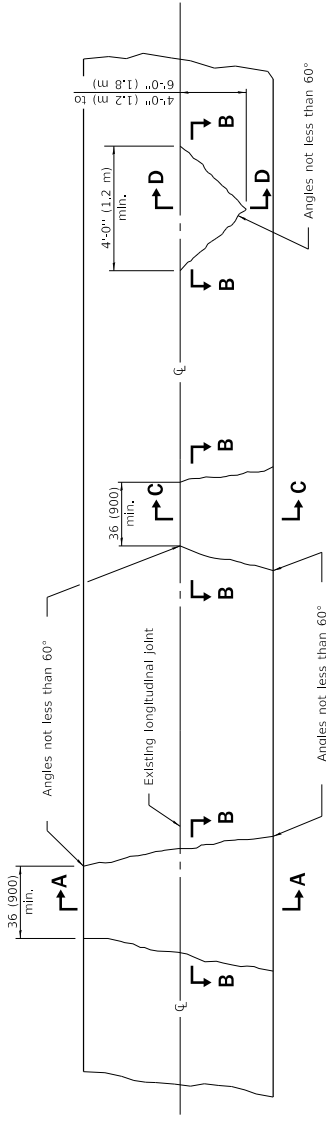 36 (900)
min.
A
A
Angles not less than 60°
Existing longitudinal joint
B
B
℄
Angles not less than 60°
36 (900)
min.
C
C
B
B
℄
4'-0" (1.2 m)
min.
D
D
B
B
4'-0" (1.2 m) to
6'-0" (1.8 m)
Angles not less than 60°